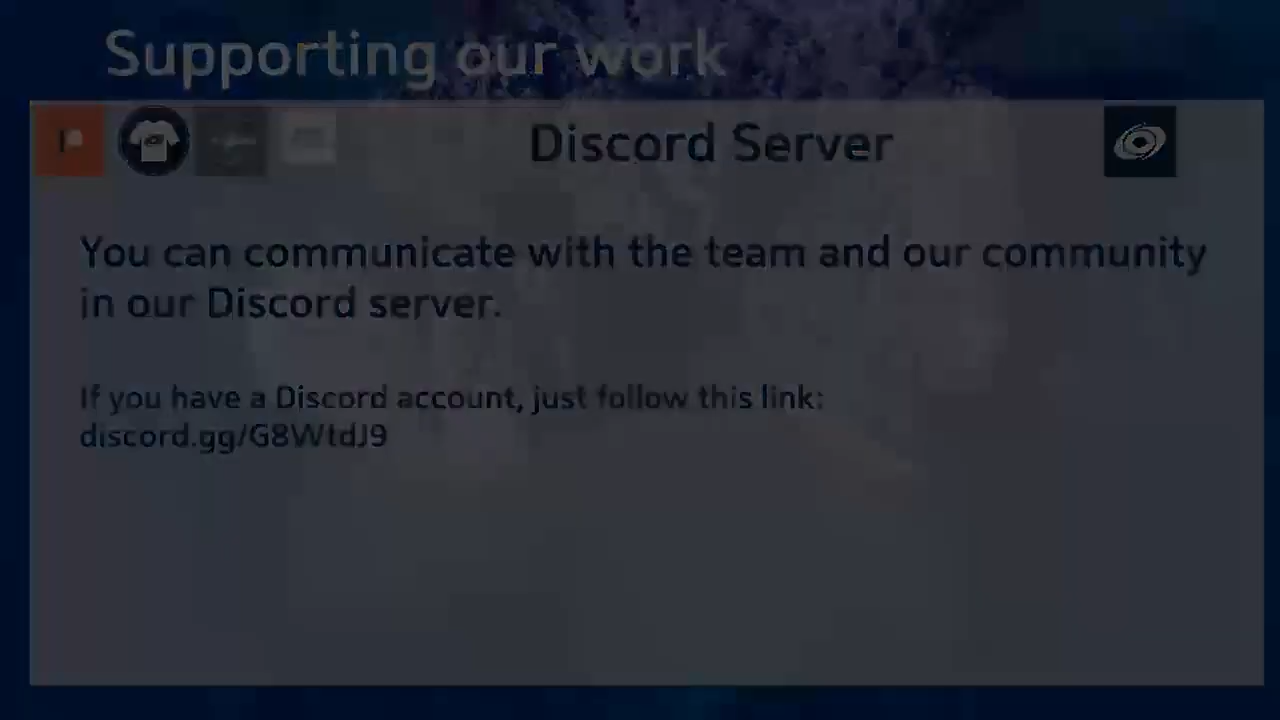 Supporting our work
Discord Server
You can communicate with the team and our community
in our Discord server.
If you have a Discord account, just follow this link:
discord.gg/G8WtdJ9